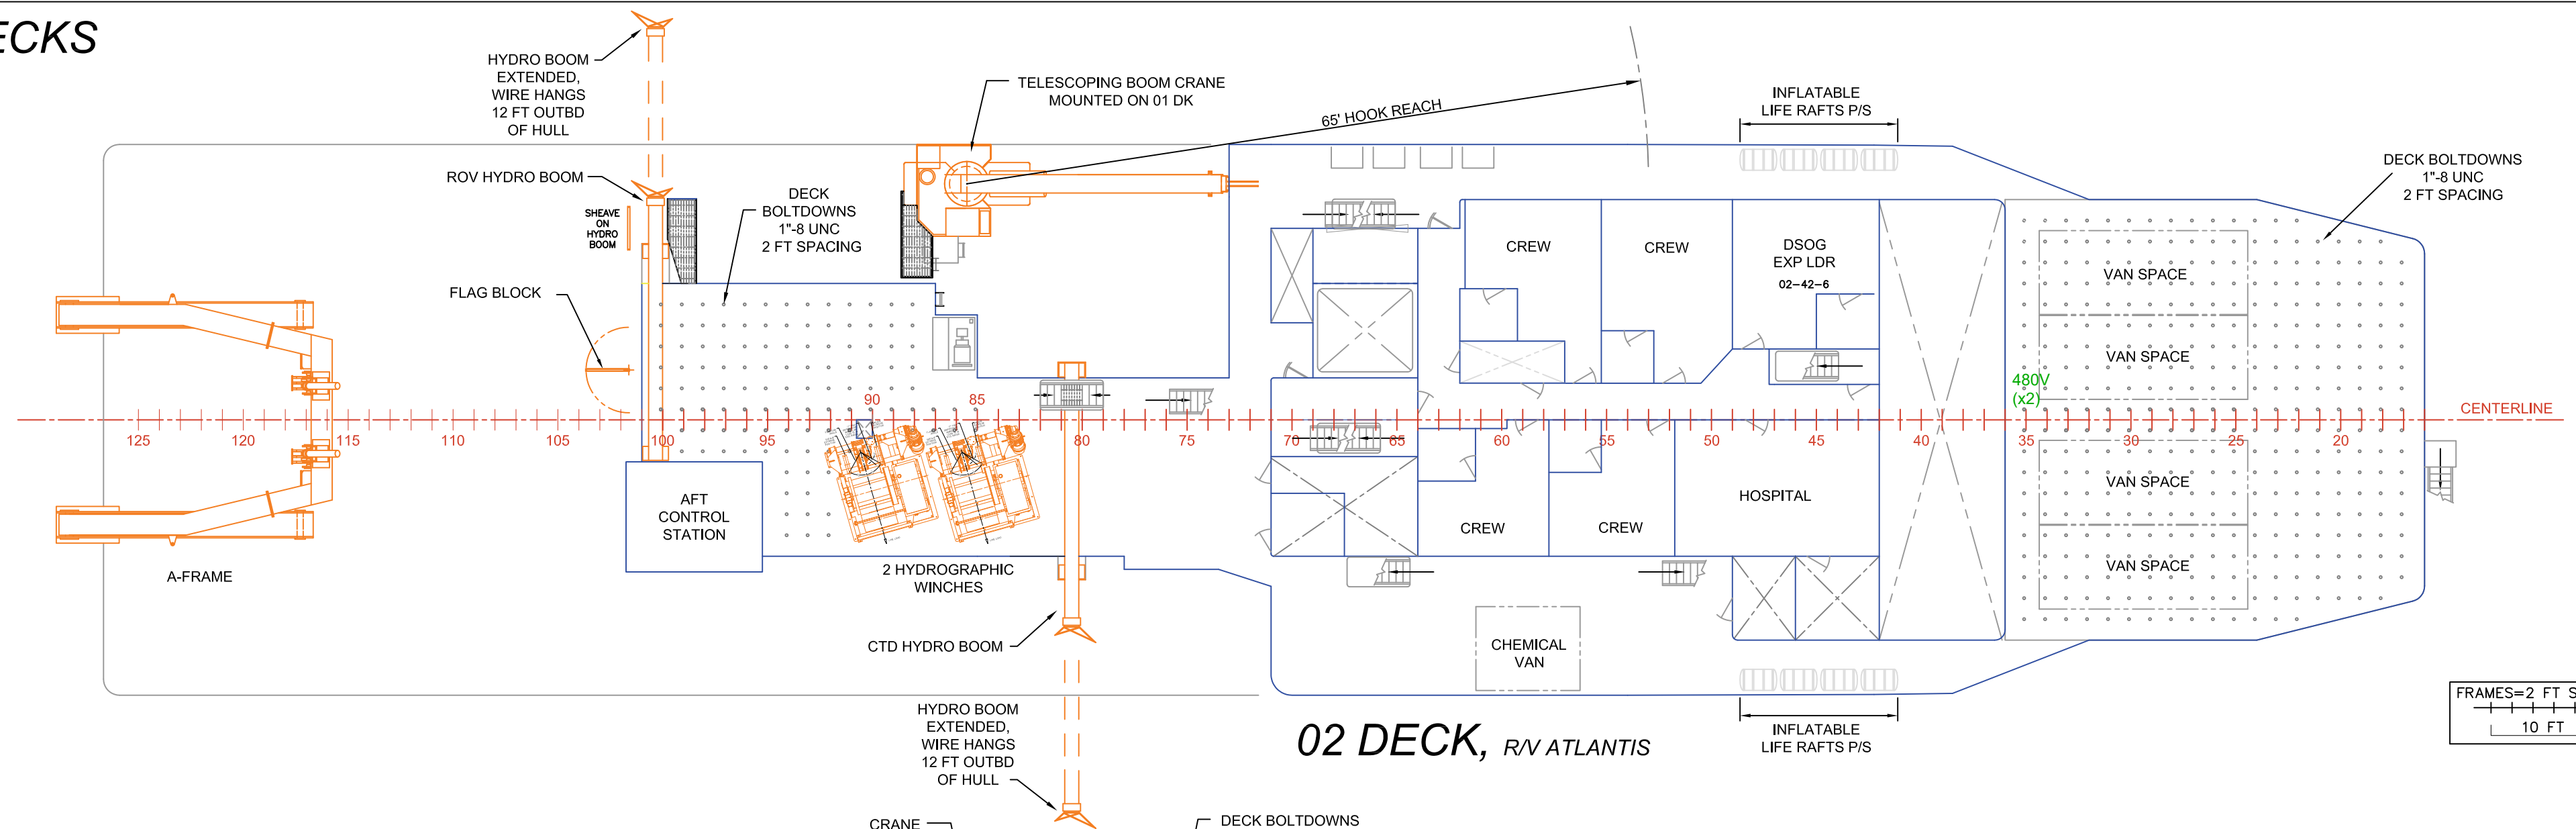 ECKS
HYDRO BOOM
EXTENDED,
WIRE HANGS
12 FT OUTBD
OF HULL
TELESCOPING BOOM CRANE
MOUNTED ON 01 DK
65' HOOK REACH
INFLATABLE
LIFE RAFTS P/S
DECK BOLTDOWNS
1"-8 UNC
2 FT SPACING
ROV HYDRO BOOM
SHEAVE
ON
HYDRO
BOOM
DECK
BOLTDOWNS
1"-8 UNC
2 FT SPACING
FLAG BLOCK
CREW
CREW
DSOG
EXP LDR
02-42-6
VAN SPACE
VAN SPACE
480V
(x2)
90
85
CENTERLINE
125
120
115
110
105
100
95
80
75
70
65
60
55
50
45
40
35
30
25
20
AFT
CONTROL
STATION
A-FRAME
2 HYDROGRAPHIC
WINCHES
CREW
CREW
HOSPITAL
VAN SPACE
VAN SPACE
CTD HYDRO BOOM
CHEMICAL
VAN
HYDRO BOOM
EXTENDED,
WIRE HANGS
12 FT OUTBD
OF HULL
02 DECK, R/V ATLANTIS
INFLATABLE
LIFE RAFTS P/S
FRAMES=2 FT S
10 FT
CRANE
DECK BOLTDOWNS